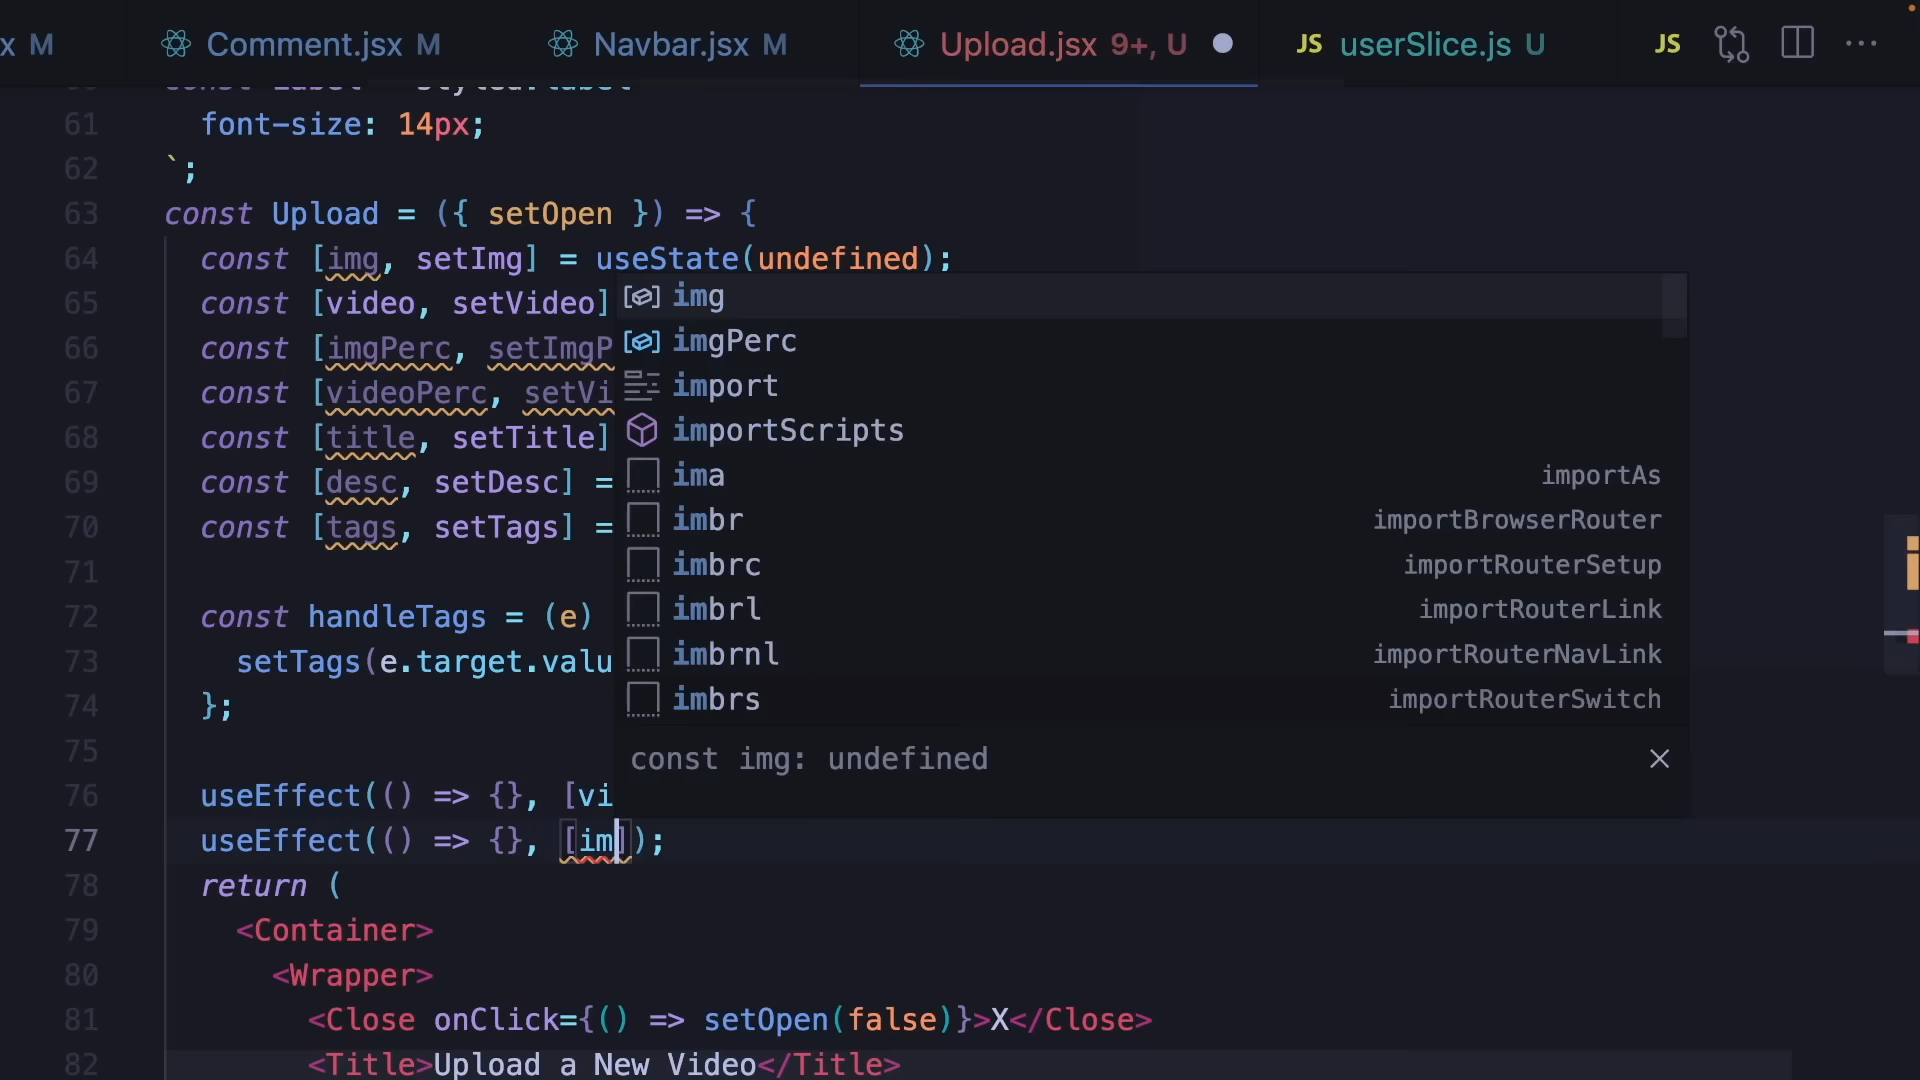 x M Comment.jsx M Navbar.jsx M Upload.jsx 9+, U JS userSlice.js U JS
61 font-size: 14px;
62 `;
63 const Upload = ({ setOpen }) => {
64 const [img, setImg] = useState(undefined);
65 const [video, setVideo]
66 const [imgPerc, setImgP
67 const [videoPerc, setVi
68 const [title, setTitle]
69 const [desc, setDesc] =
70 const [tags, setTags] =
71
72 const handleTags = (e)
73 setTags(e.target.valu
74 };
75
76 useEffect(() => {}, [vi
77 useEffect(() => {}, [im]);
78 return (
79 <Container>
80 <Wrapper>
81 <Close onClick={() => setOpen(false)}>X</Close>
82 <Title>Upload a New Video</Title>
img
imgPerc
import
importScripts
ima importAs
imbr importBrowserRouter
imbrc importRouterSetup
imbrl importRouterLink
imbrnl importRouterNavLink
imbrs importRouterSwitch
const img: undefined